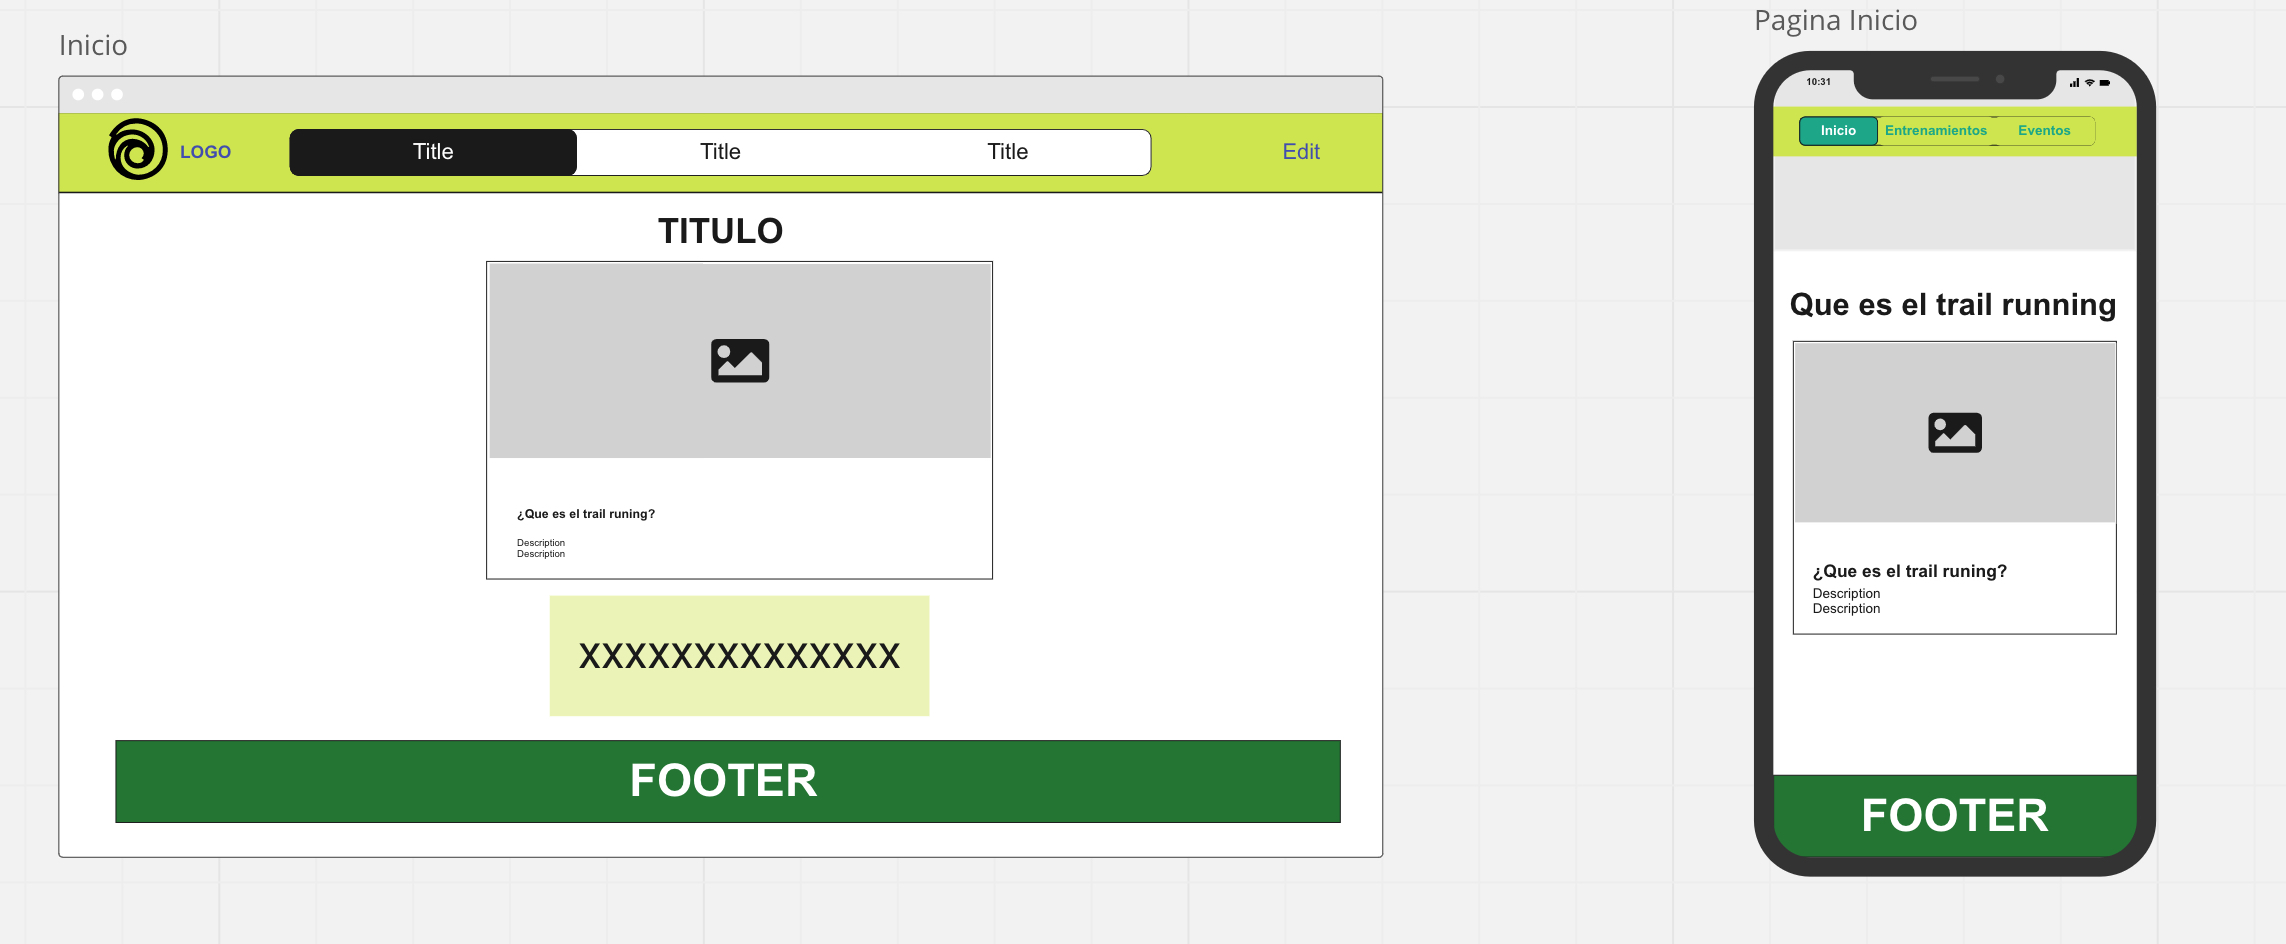 Inicio
LOGO
Title
Title
Title
Edit
TITULO
¿Que es el trail runing?
Description
Description
XXXXXXXXXXXXXX
FOOTER
Pagina Inicio
10:31
Inicio
Entrenamientos
Eventos
Que es el trail running
¿Que es el trail runing?
Description
Description
FOOTER